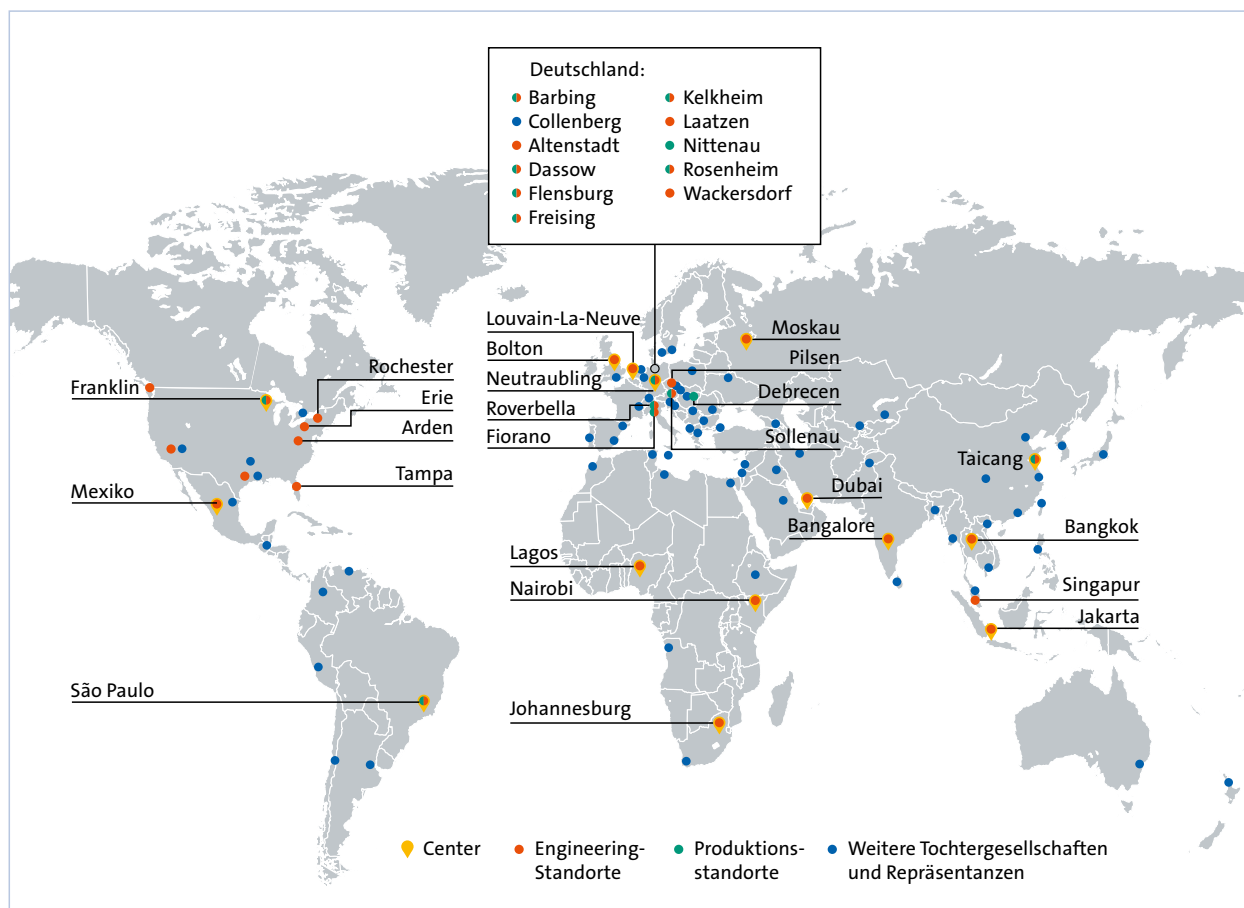 Deutschland:
Barbing
Collenberg
Altenstadt
Dassow
Flensburg
Freising
Kelkheim
Laatzen
Nittenau
Rosenheim
Wackersdorf
Louvain-La-Neuve
Bolton
Neutraubling
Roverbella
Fiorano
Moskau
Pilsen
Debrecen
Sollenau
Rochester
Franklin
Erie
Arden
Tampa
Mexiko
Taicang
Dubai
Bangalore
Bangkok
Lagos
Nairobi
Singapur
Jakarta
São Paulo
Johannesburg
Center
Engineering-
Standorte
Produktions-
standorte
Weitere Tochtergesellschaften
und Repräsentanzen